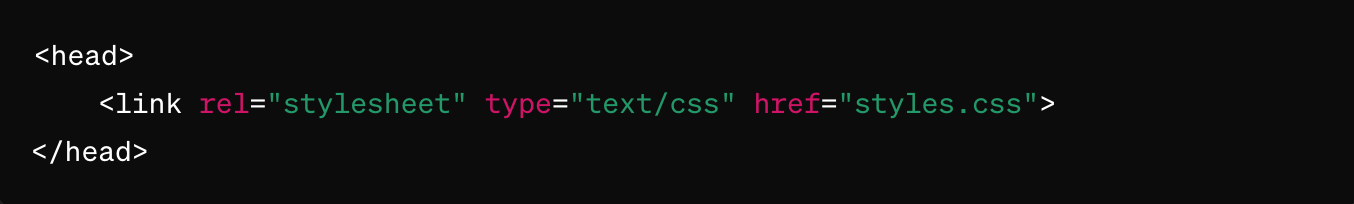 <head>
    <link rel="stylesheet" type="text/css" href="styles.css">
</head>